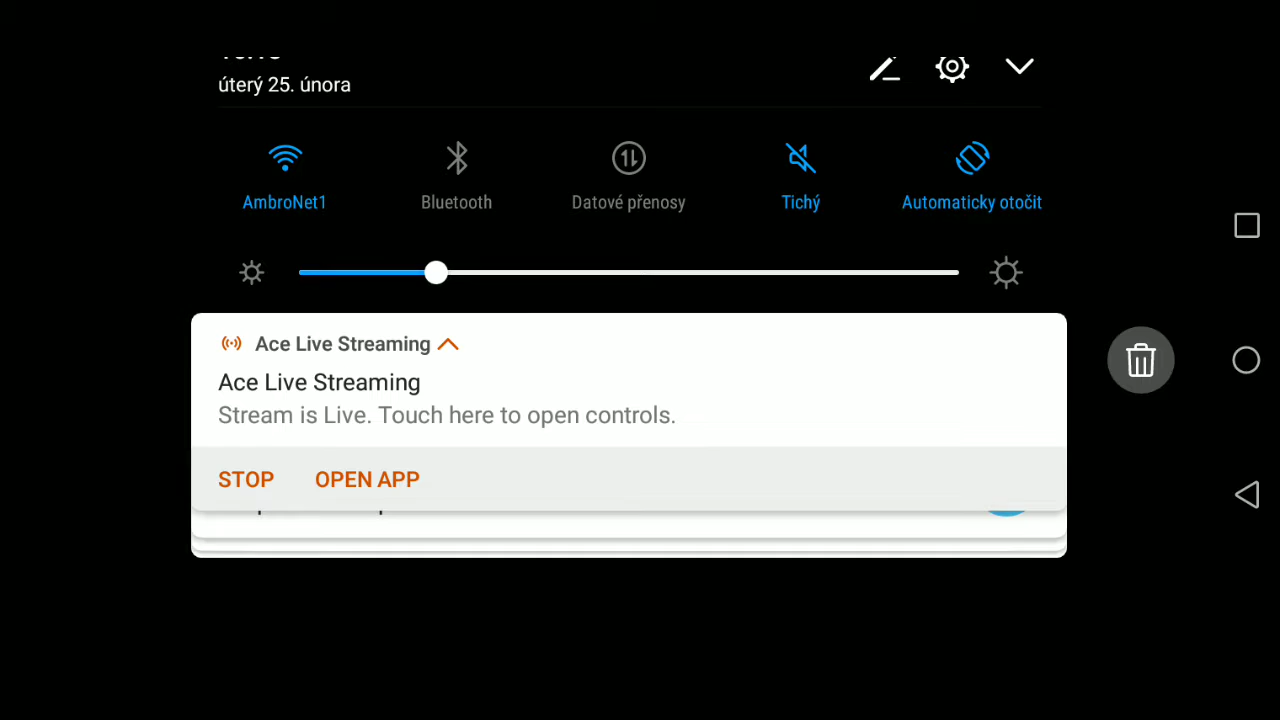 úterý 25. února
AmbroNet1
Bluetooth
Datové přenosy
Tichý
Automaticky otočit
Ace Live Streaming
Ace Live Streaming
Stream is Live. Touch here to open controls.
STOP
OPEN APP